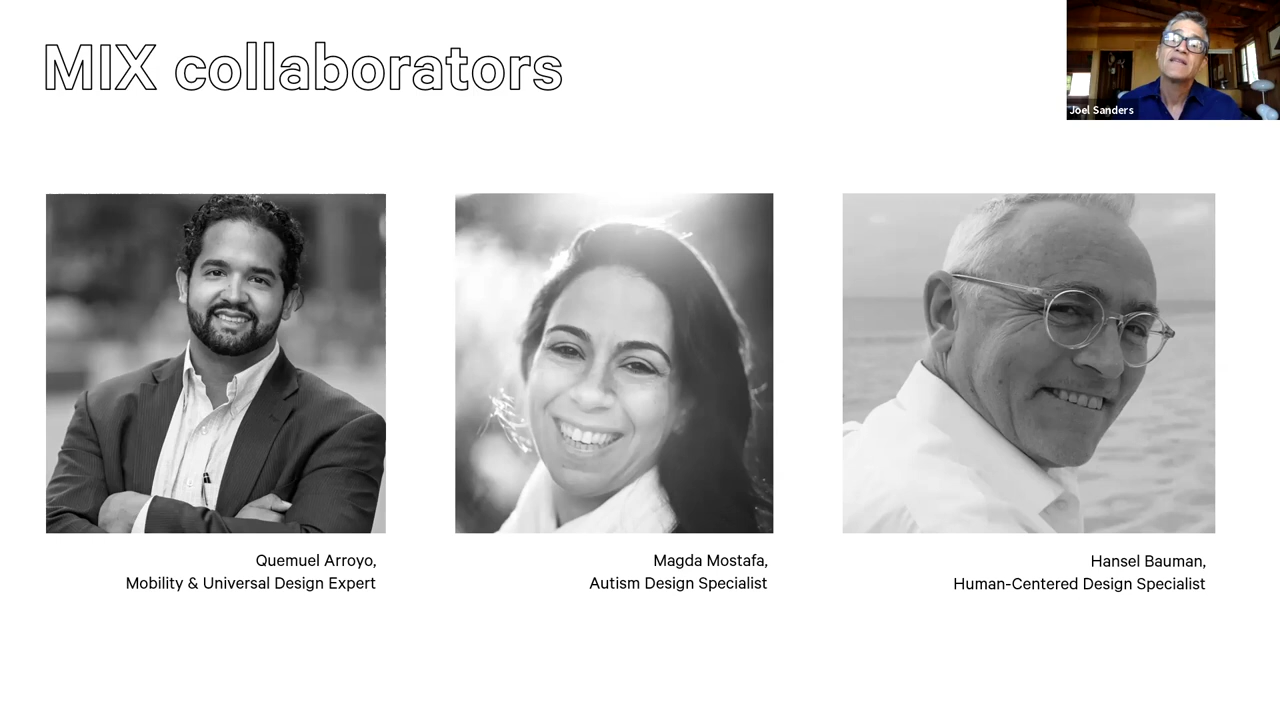 MIX collaborators
Joel Sanders
Quemuel Arroyo,
Mobility & Universal Design Expert
Magda Mostafa,
Autism Design Specialist
Hansel Bauman,
Human-Centered Design Specialist